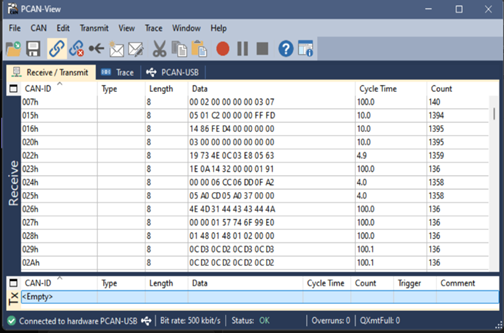 PCAN-View
File CAN Edit Transmit View Trace Window Help
Receive / Transmit Trace PCAN-USB
CAN-ID Type Length Data Cycle Time Count
007h 8 00 02 00 00 00 00 03 07 100.0 140
015h 8 05 01 C2 00 00 00 FF FD 10.0 1394
016h 8 14 86 FE D4 00 00 00 00 10.0 1395
020h 8 03 00 00 00 00 00 00 00 10.0 1395
022h 8 19 73 4E 0C 03 E8 05 63 4.9 1359
023h 8 1E 0A 14 32 00 00 01 91 100.0 136
024h 8 00 00 06 CC 06 DD 0F A2 4.0 1358
025h 8 05 A0 CD 05 A0 37 00 00 4.0 1358
026h 8 4E 4D 31 44 43 43 44 4A 100.0 136
027h 8 00 00 01 57 74 6F 99 E0 100.0 136
028h 8 01 48 01 48 01 02 00 00 100.0 136
029h 8 0C D3 0C D2 0C D3 0C D3 100.1 136
02Ah 8 0C D2 0C D2 0C D3 0C D2 100.1 136
Receive
CAN-ID Type Length Data Cycle Time Count Trigger Comment
<Empty>
Tx
Connected to hardware PCAN-USB Bit rate: 500 kbit/s Status: OK Overruns: 0 QXmtFull: 0